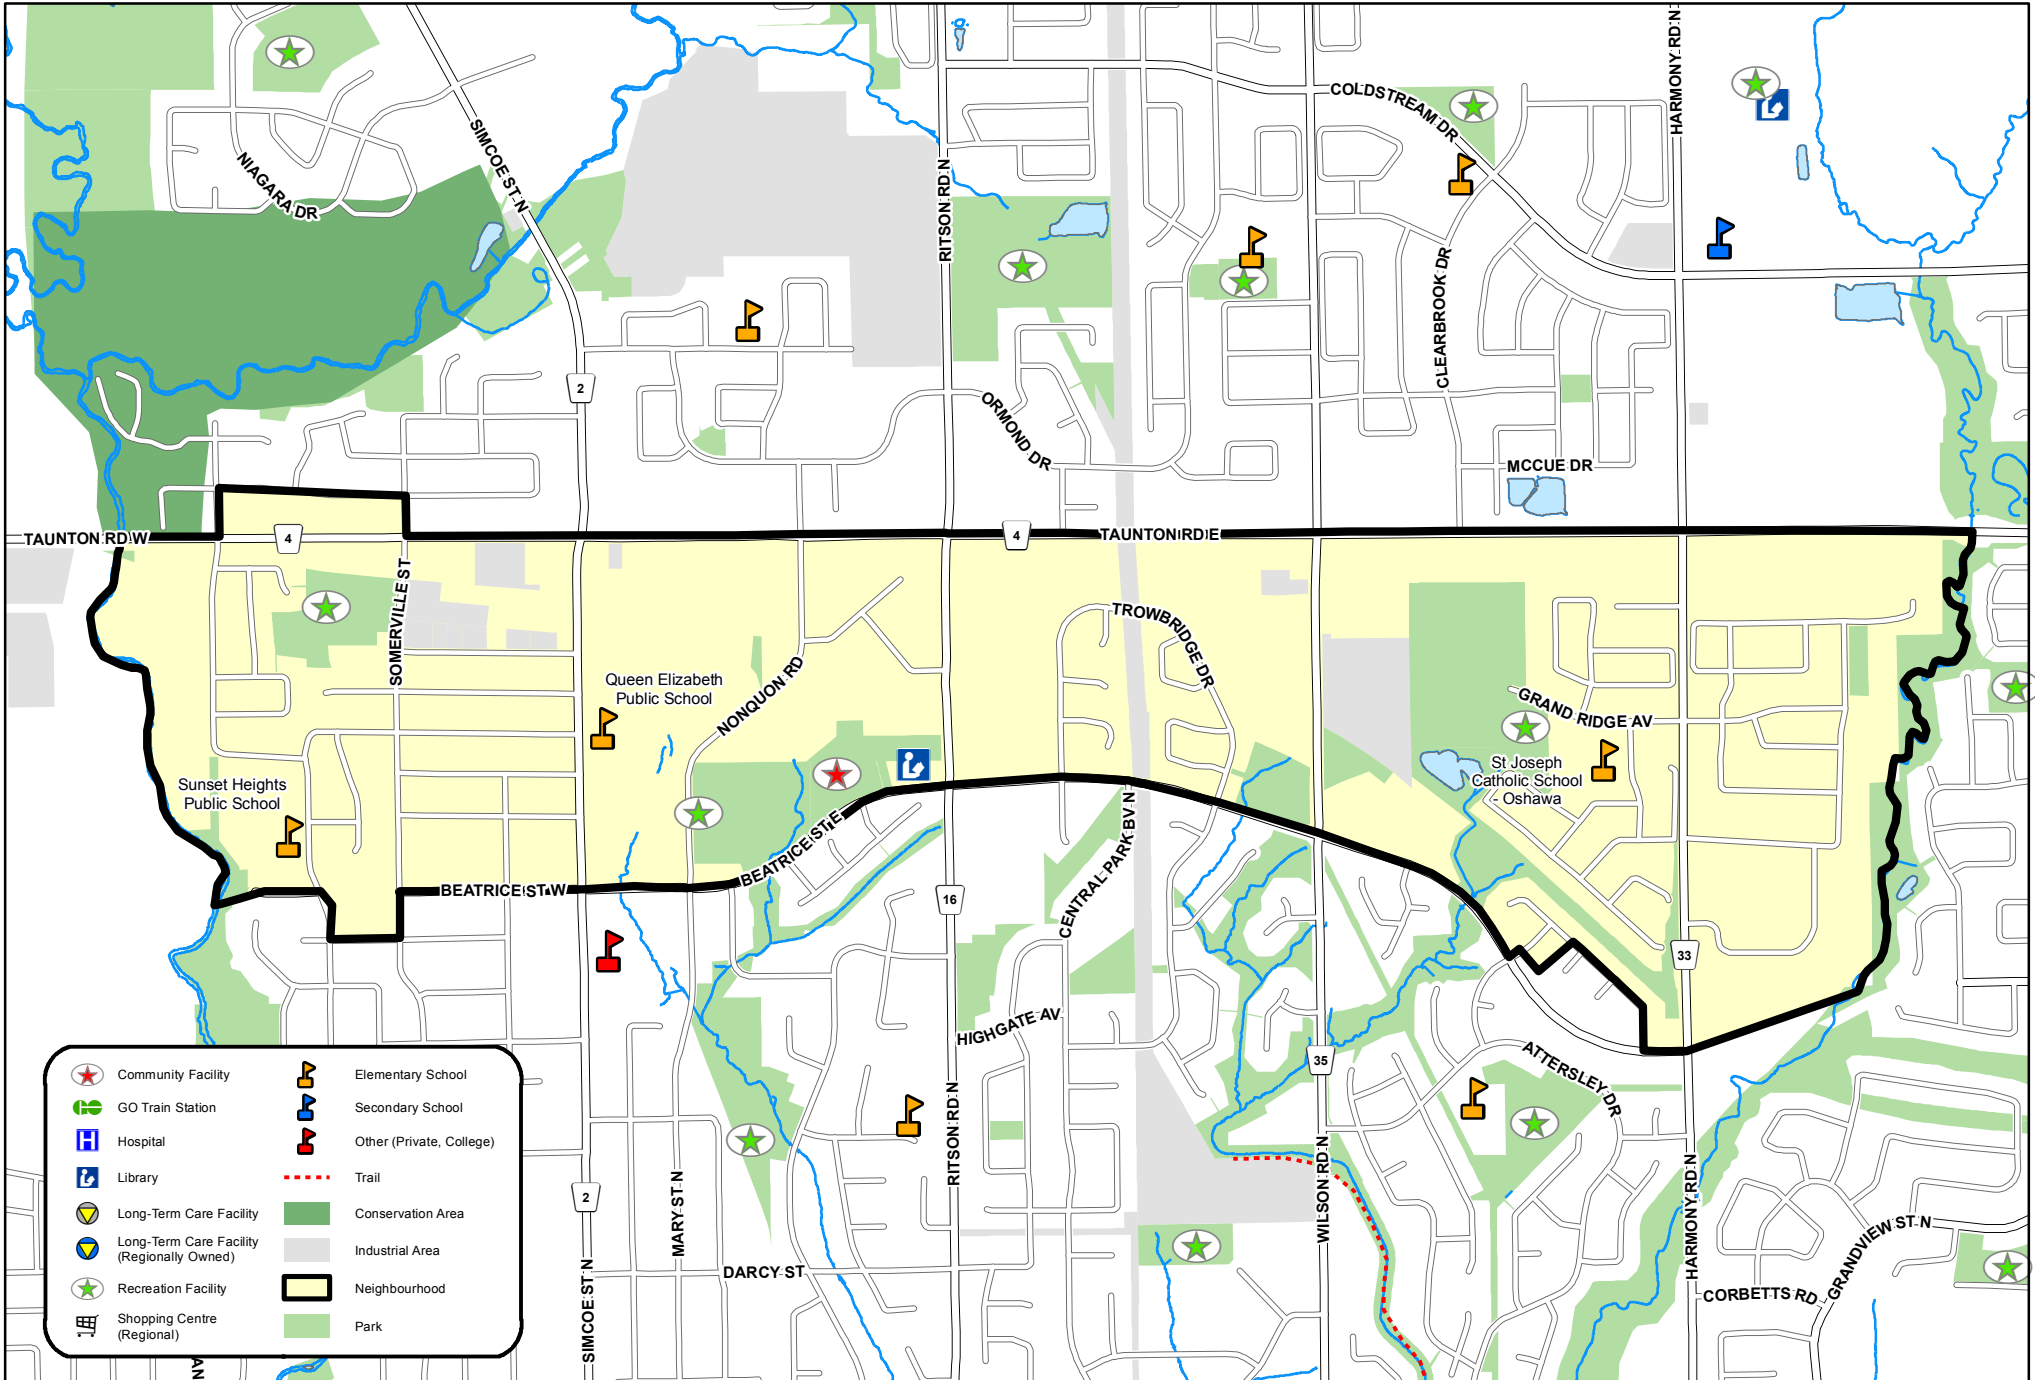 HARMONY RD N
COLDSTREAM DR
SIMCOE ST N
NIAGARA DR
RITSON RD N
CLEARBROOK DR
2
ORMOND DR
MCCUE DR
TAUNTON RD W
4
4
TAUNTON RD E
SOMERVILLE ST
TROWBRIDGE DR
Queen Elizabeth
Public School
NONQUON RD
GRAND RIDGE AV
St Joseph
Catholic School
- Oshawa
Sunset Heights
Public School
BEATRICE ST E
CENTRAL PARK BV N
BEATRICE ST W
16
33
HIGHGATE AV
35
ATTERSLEY DR
RITSON RD N
MARY ST N
WILSON RD N
HARMONY RD N
2
GRANDVIEW ST N
DARCY ST
CORBETTS RD
SIMCOE ST N
AN
Community Facility
GO Train Station
H
Hospital
Library
Long-Term Care Facility
Long-Term Care Facility
(Regionally Owned)
Recreation Facility
Shopping Centre
(Regional)
Elementary School
Secondary School
Other (Private, College)
Trail
Conservation Area
Industrial Area
Neighbourhood
Park